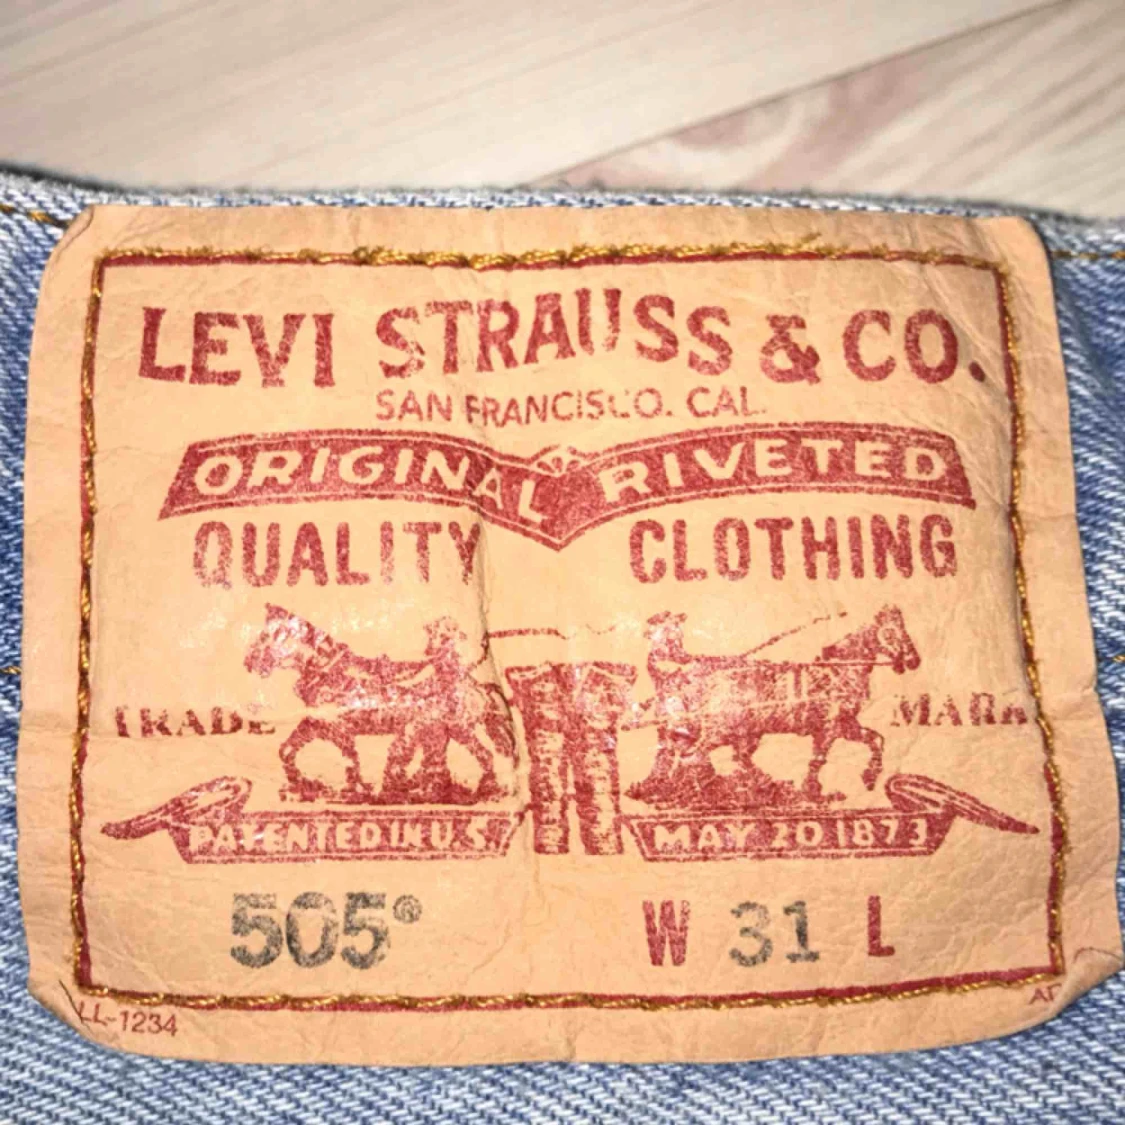 LEVI STRAUSS & CO.
SAN FRANCISCO. CAL.
ORIGINAL RIVETED
QUALITY CLOTHING
TRADE MARK
PATENTED IN U.S. MAY 20 1873
505® W 31 L
LL-1234